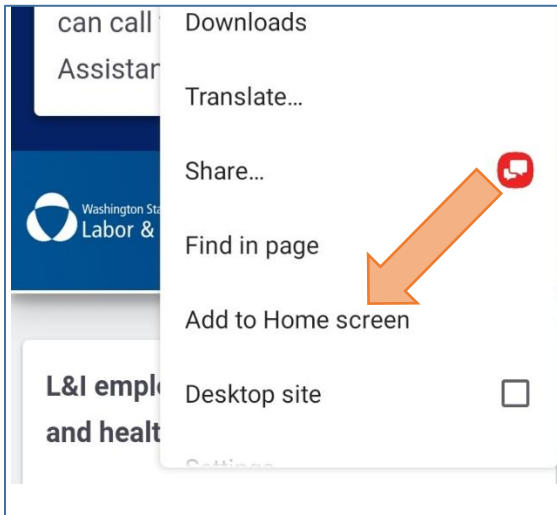 can call
Assistan
Washington Sta
Labor &
L&I emplo
and healt
Downloads
Translate…
Share…
Find in page
Add to Home screen
Desktop site
Settings